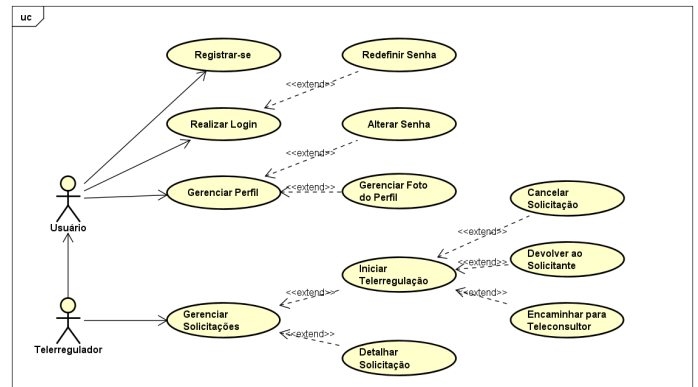 uc
Registrar-se
Redefinir Senha
<<extend>>
Realizar Login
Alterar Senha
<<extend>>
Gerenciar Perfil
<<extend>>
Gerenciar Foto
do Perfil
Cancelar
Solicitação
Usuário
<<extend>>
Iniciar
Telerregulação
<<extend>>
Devolver ao
Solicitante
<<extend>>
<<extend>>
Gerenciar
Solicitações
Encaminhar para
Teleconsultor
<<extend>>
Telerregulador
Detalhar
Solicitação